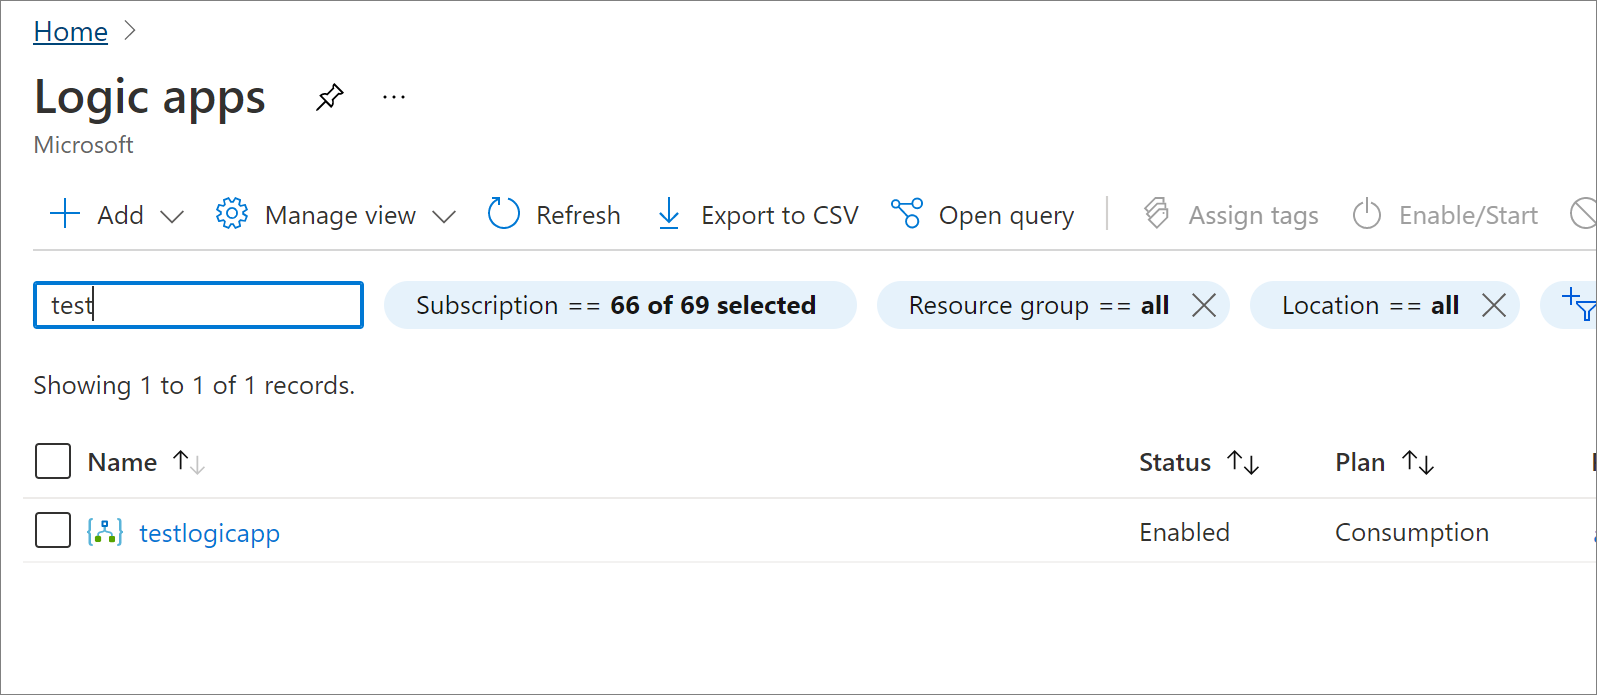 Home
Logic apps
Microsoft
Add Manage view Refresh Export to CSV Open query Assign tags Enable/Start
test Subscription == 66 of 69 selected Resource group == all Location == all
Showing 1 to 1 of 1 records.
Name Status Plan
testlogicapp Enabled Consumption